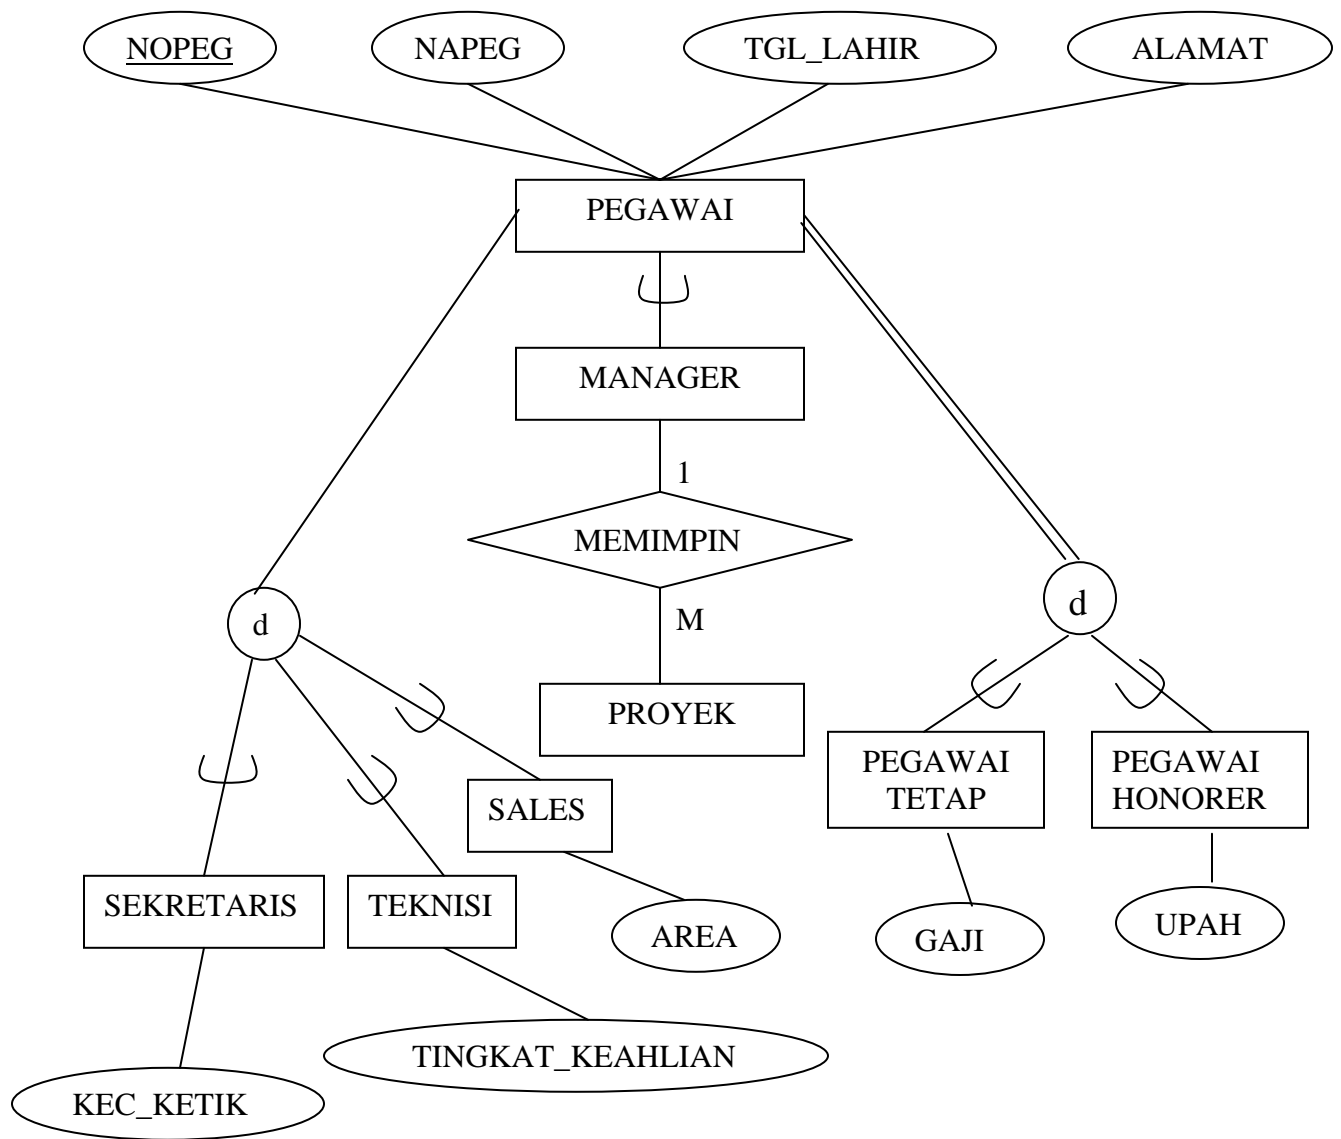 NOPEG
NAPEG
TGL_LAHIR
ALAMAT
PEGAWAI
MANAGER
1
MEMIMPIN
M
d
d
PROYEK
PEGAWAI
TETAP
PEGAWAI
HONORER
SALES
SEKRETARIS
TEKNISI
AREA
GAJI
UPAH
TINGKAT_KEAHLIAN
KEC_KETIK